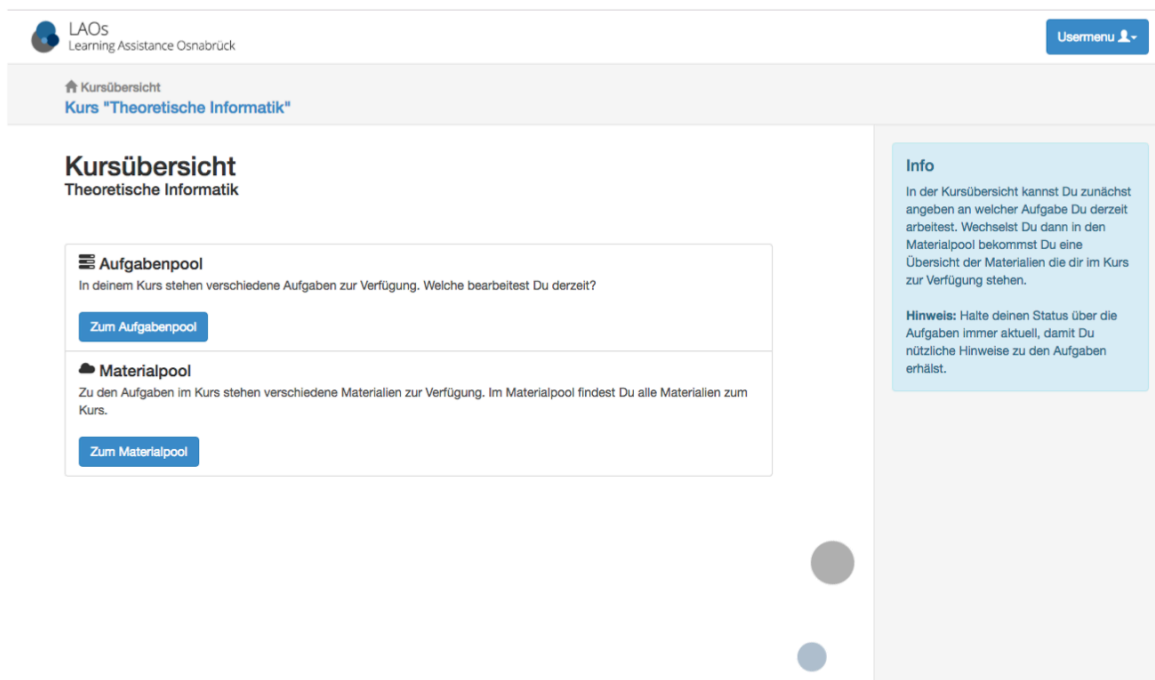 LAOs
Learning Assistance Osnabrück
Usermenu
Kursübersicht
Kurs "Theoretische Informatik"
Kursübersicht
Theoretische Informatik
Aufgabenpool
In deinem Kurs stehen verschiedene Aufgaben zur Verfügung. Welche bearbeitest Du derzeit?
Zum Aufgabenpool
Materialpool
Zu den Aufgaben im Kurs stehen verschiedene Materialien zur Verfügung. Im Materialpool findest Du alle Materialien zum
Kurs.
Zum Materialpool
Info
In der Kursübersicht kannst Du zunächst
angeben an welcher Aufgabe Du derzeit
arbeitest. Wechselst Du dann in den
Materialpool bekommst Du eine
Übersicht der Materialien die dir im Kurs
zur Verfügung stehen.
Hinweis: Halte deinen Status über die
Aufgaben immer aktuell, damit Du
nützliche Hinweise zu den Aufgaben
erhälst.